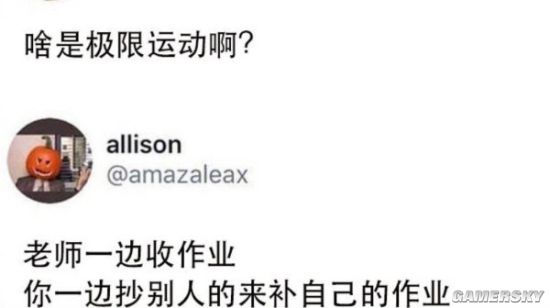 啥是极限运动啊?
allison
@amazaleax
老师一边收作业
你一边抄别人的来补自己的作业
GAMERSKY